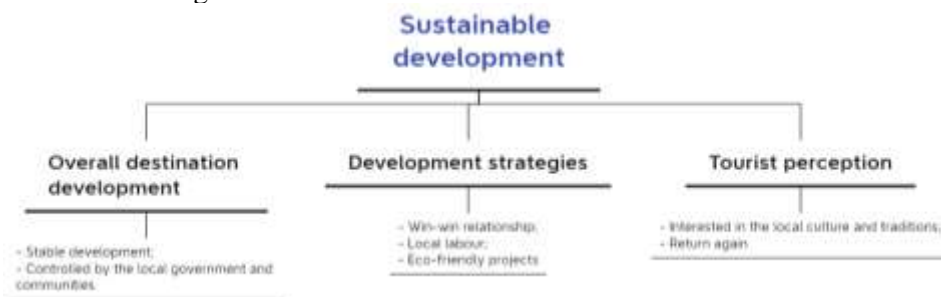 Sustainable
development
Overall destination
development
- Stable development;
- Controlled by the local government and
communities
Development strategies
- Win-win relationship;
- Local labour;
- Eco-friendly projects
Tourist perception
- Interested in the local culture and traditions;
- Return again